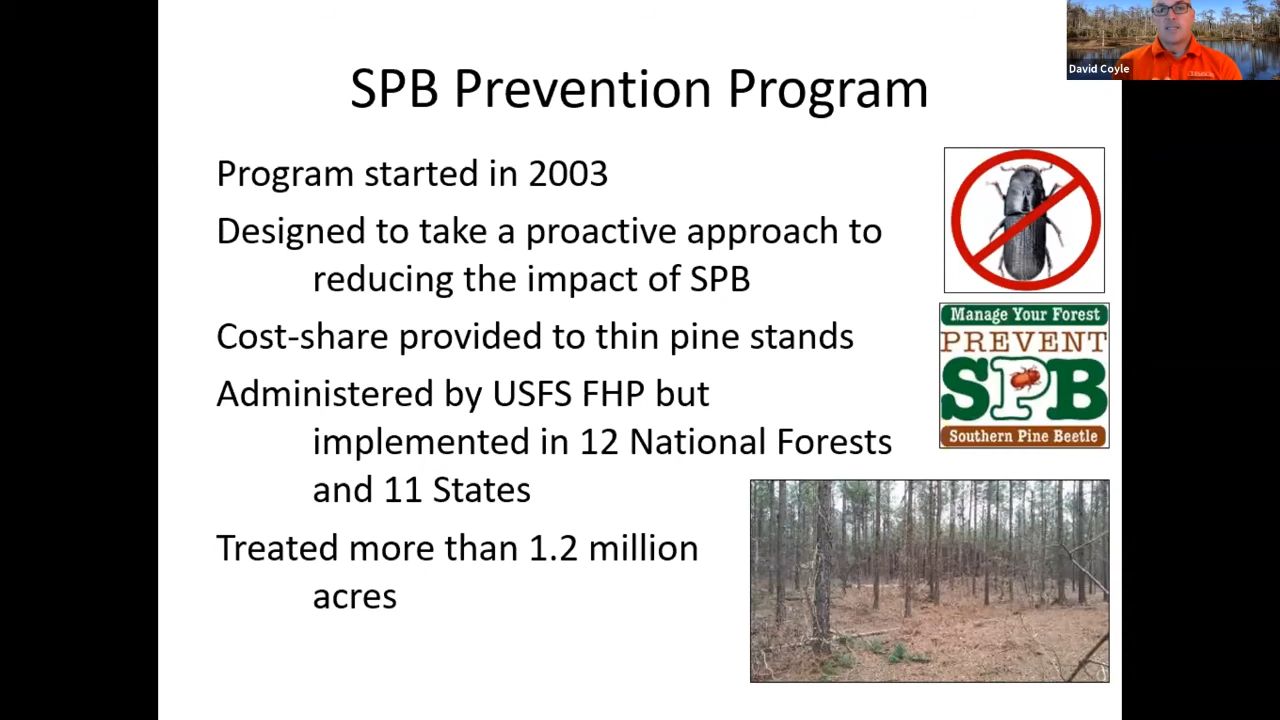 David Coyle
SPB Prevention Program
Program started in 2003
Designed to take a proactive approach to
reducing the impact of SPB
Cost-share provided to thin pine stands
Administered by USFS FHP but
implemented in 12 National Forests
and 11 States
Treated more than 1.2 million
acres
Manage Your Forest
PREVENT
SPB
Southern Pine Beetle